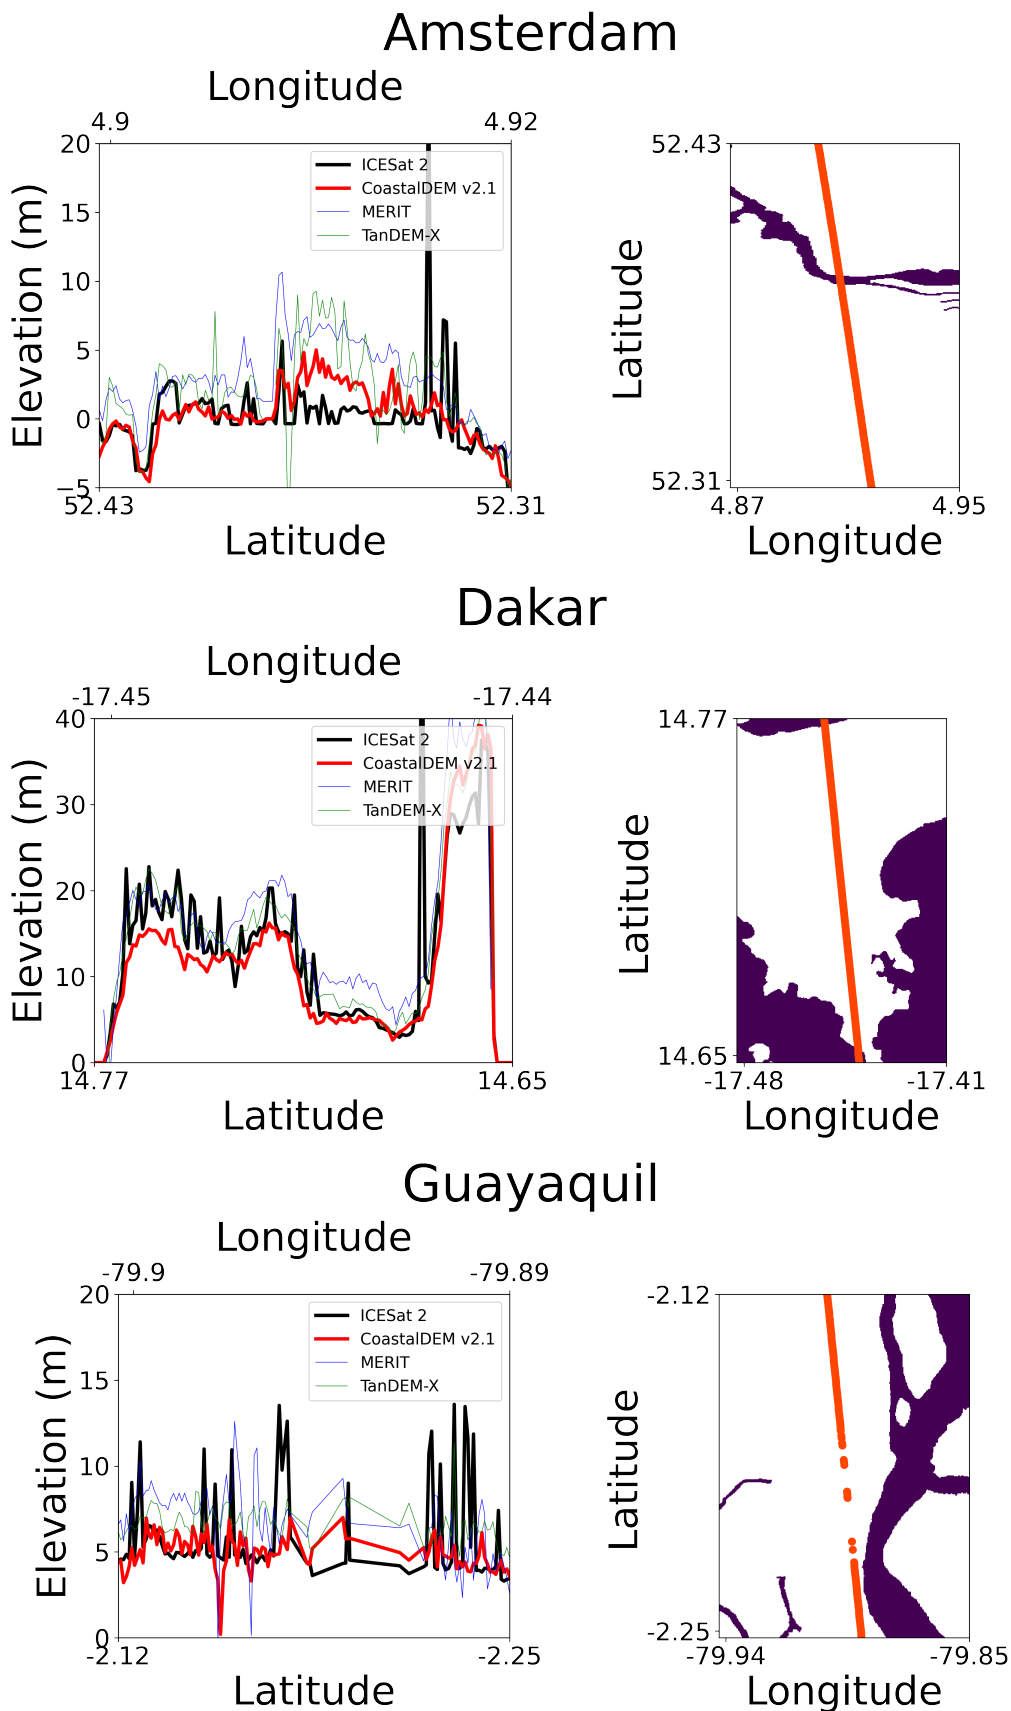 Amsterdam
Longitude
4.9 4.92
20
15
10
5
0
−5
Elevation (m)
ICESat 2
CoastalDEM v2.1
MERIT
TanDEM-X
52.43 52.31
Latitude
52.43
52.31
Latitude
4.87 4.95
Longitude
Dakar
Longitude
-17.45 -17.44
40
30
20
10
0
Elevation (m)
ICESat 2
CoastalDEM v2.1
MERIT
TanDEM-X
14.77 14.65
Latitude
14.77
14.65
Latitude
-17.48 -17.41
Longitude
Guayaquil
Longitude
-79.9 -79.89
20
15
10
5
0
Elevation (m)
ICESat 2
CoastalDEM v2.1
MERIT
TanDEM-X
-2.12 -2.25
Latitude
-2.12
-2.25
Latitude
-79.94 -79.85
Longitude